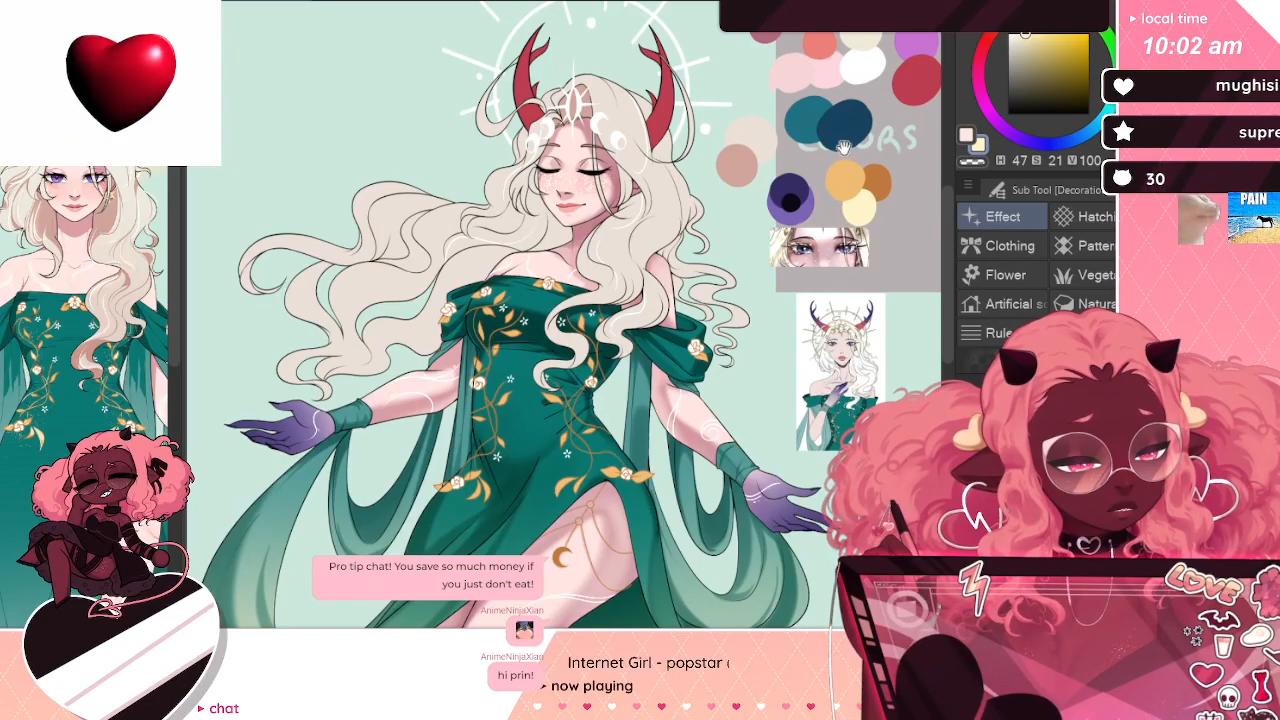 local time
10:02 am
mughisi
supre
30
PAIN
COLORS
H 47 S 21 V 100
Sub Tool [Decoratio
Effect
Hatchi
Clothing
Patter
Flower
Vegeta
Artificial s
Natura
Rule
Pro tip chat! You save so much money if
you just don't eat!
AnimeNinjaXian
AnimeNinjaXian
hi prin!
Internet Girl - popstar
now playing
chat
LOVE